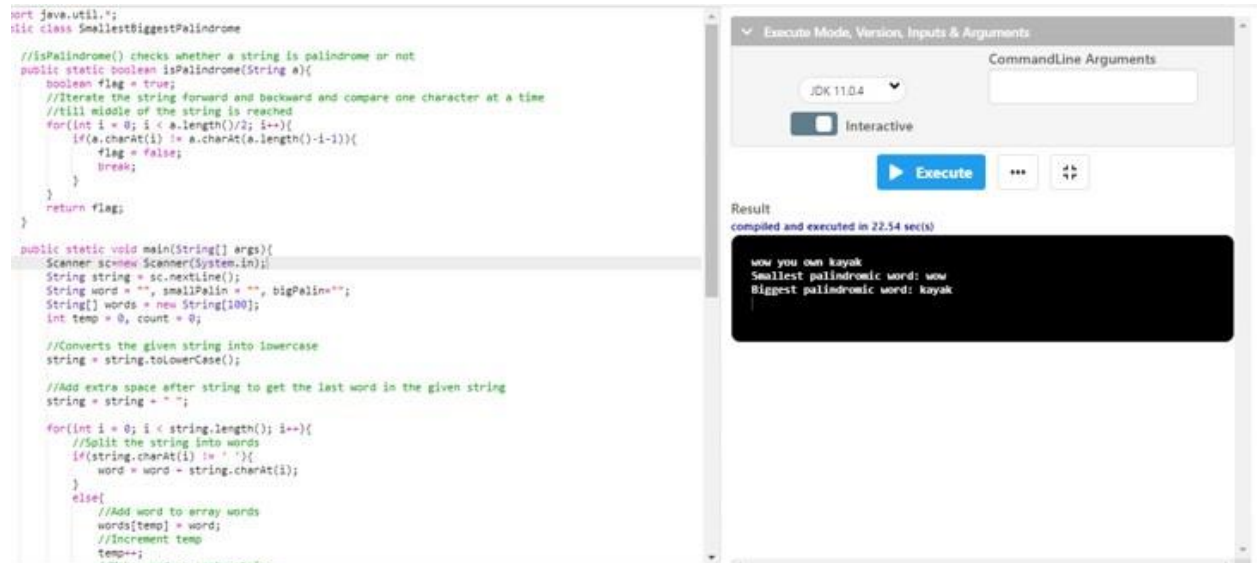 ort java.util.*;
lic class SmallestBiggestPalindrome
//isPalindrome() checks whether a string is palindrome or not
public static boolean isPalindrome(String a){
boolean flag = true;
//Iterate the string forward and backward and compare one character at a time
//till middle of the string is reached
for(int i = 0; i < a.length()/2; i++){
if(a.charAt(i) != a.charAt(a.length()-i-1)){
flag = false;
break;
}
}
return flag;
}
public static void main(String[] args){
Scanner sc=new Scanner(System.in);
String string = sc.nextLine();
String word = "", smallPalin = "", bigPalin="";
String[] words = new String[100];
int temp = 0, count = 0;
//Converts the given string into lowercase
string = string.toLowerCase();
//Add extra space after string to get the last word in the given string
string = string + " ";
for(int i = 0; i < string.length(); i++){
//Split the string into words
if(string.charAt(i) != ' '){
word = word + string.charAt(i);
}
else{
//Add word to array words
words[temp] = word;
//Increment temp
temp++;
Execute Mode, Version, Inputs & Arguments
CommandLine Arguments
JDK 11.0.4
Interactive
Execute
•••
Result
compiled and executed in 22.54 sec(s)
wow you own kayak
Smallest palindromic word: wow
Biggest palindromic word: kayak